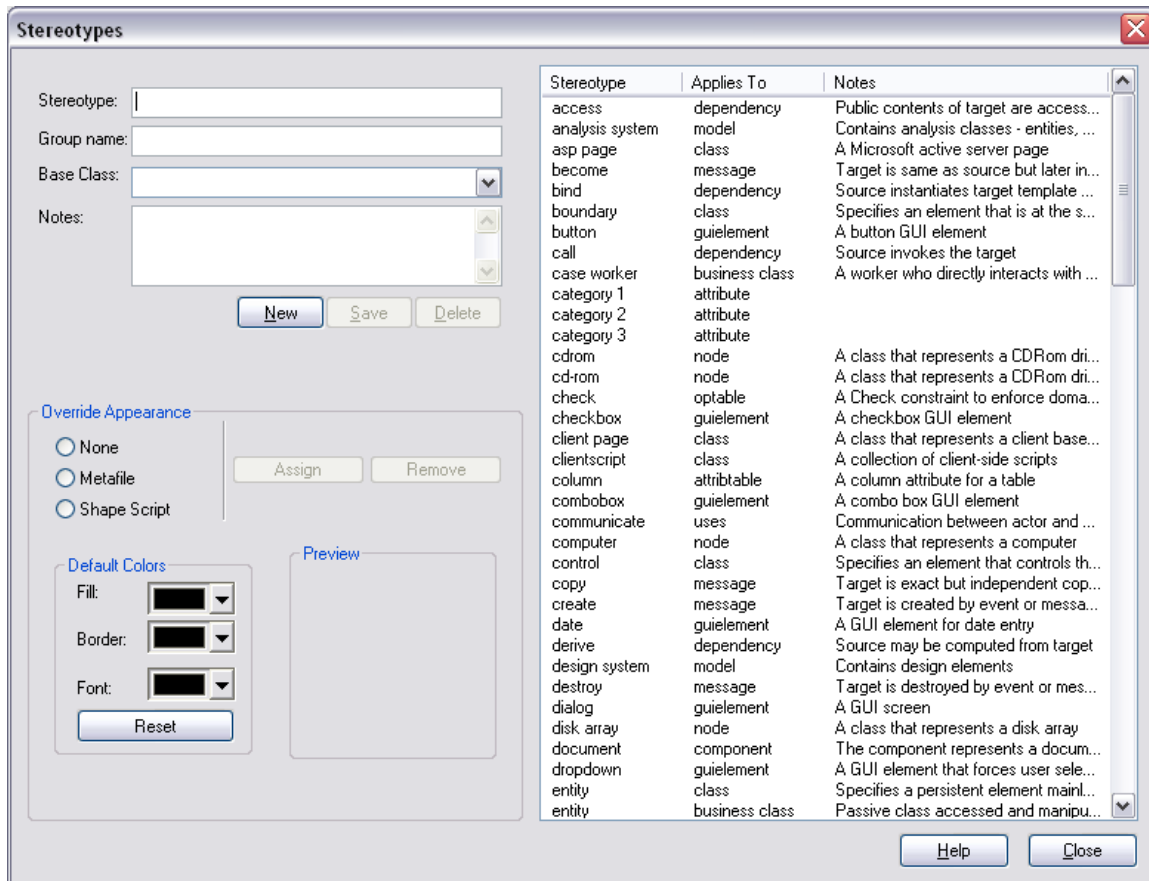 Stereotypes
Stereotype:
Group name:
Base Class:
Notes:
New Save Delete
Override Appearance
None
Metafile
Shape Script
Assign Remove
Default Colors
Fill:
Border:
Font:
Reset
Preview
Stereotype Applies To Notes
access dependency Public contents of target are access...
analysis system model Contains analysis classes - entities, ...
asp page class A Microsoft active server page
become message Target is same as source but later in...
bind dependency Source instantiates target template ...
boundary class Specifies an element that is at the s...
button guielement A button GUI element
call dependency Source invokes the target
case worker business class A worker who directly interacts with ...
category 1 attribute
category 2 attribute
category 3 attribute
cdrom node A class that represents a CDRom dri...
cd-rom node A class that represents a CDRom dri...
check optable A Check constraint to enforce doma...
checkbox guielement A checkbox GUI element
client page class A class that represents a client base...
clientscript class A collection of client-side scripts
column attribtable A column attribute for a table
combobox guielement A combo box GUI element
communicate uses Communication between actor and ...
computer node A class that represents a computer
control class Specifies an element that controls th...
copy message Target is exact but independent cop...
create message Target is created by event or messa...
date guielement A GUI element for date entry
derive dependency Source may be computed from target
design system model Contains design elements
destroy message Target is destroyed by event or mes...
dialog guielement A GUI screen
disk array node A class that represents a disk array
document component The component represents a docum...
dropdown guielement A GUI element that forces user sele...
entity class Specifies a persistent element mainl...
entity business class Passive class accessed and manipu...
Help Close